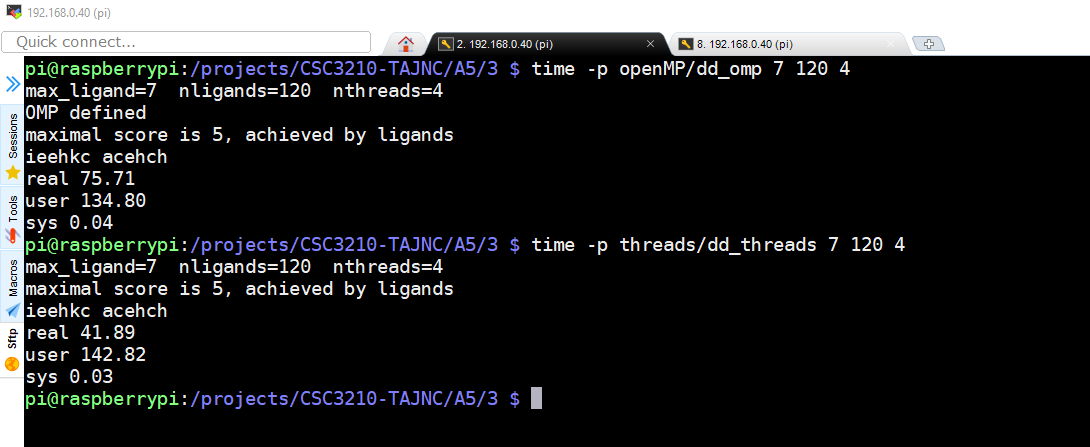 192.168.0.40 (pi)
Quick connect...
2. 192.168.0.40 (pi)
8. 192.168.0.40 (pi)
Sessions
Tools
Macros
Sftp
pi@raspberrypi:/projects/CSC3210-TAJNC/A5/3 $ time -p openMP/dd_omp 7 120 4
max_ligand=7  nligands=120  nthreads=4
OMP defined
maximal score is 5, achieved by ligands
ieehkc acehch
real 75.71
user 134.80
sys 0.04
pi@raspberrypi:/projects/CSC3210-TAJNC/A5/3 $ time -p threads/dd_threads 7 120 4
max_ligand=7  nligands=120  nthreads=4
maximal score is 5, achieved by ligands
ieehkc acehch
real 41.89
user 142.82
sys 0.03
pi@raspberrypi:/projects/CSC3210-TAJNC/A5/3 $